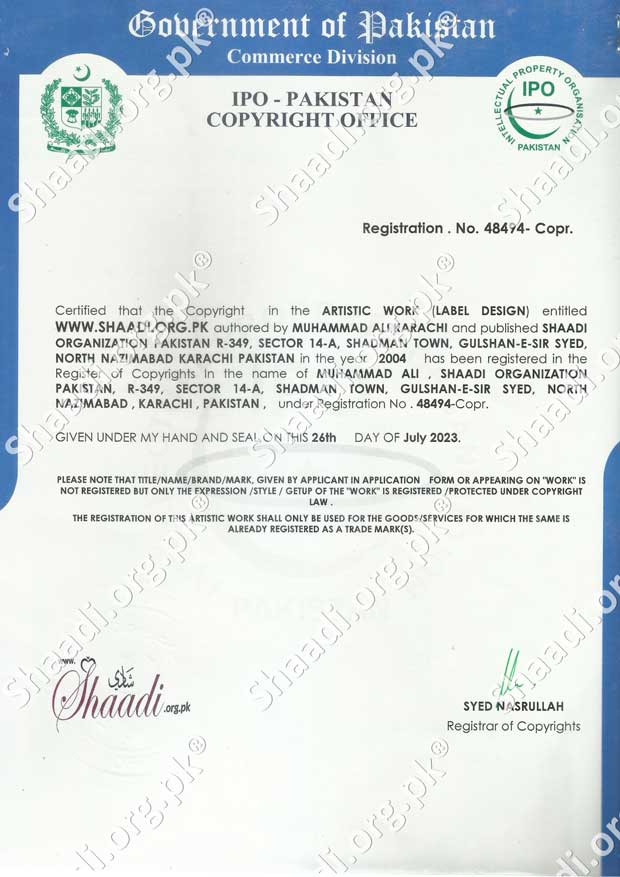 Government of Pakistan
Commerce Division
IPO - PAKISTAN
COPYRIGHT OFFICE
INTELLECTUAL PROPERTY ORGANISATION
IPO
PAKISTAN
Registration . No. 48494- Copr.
Certified that the Copyright in the ARTISTIC WORK (LABEL DESIGN) entitled
WWW.SHAADI.ORG.PK authored by MUHAMMAD ALI KARACHI and published SHAADI
ORGANIZATION PAKISTAN R-349, SECTOR 14-A, SHADMAN TOWN, GULSHAN-E-SIR SYED,
NORTH NAZIMABAD KARACHI PAKISTAN in the year 2004 has been registered in the
Register of Copyrights in the name of MUHAMMAD ALI , SHAADI ORGANIZATION
PAKISTAN, R-349, SECTOR 14-A, SHADMAN TOWN, GULSHAN-E-SIR SYED, NORTH
NAZIMABAD , KARACHI , PAKISTAN , under Registration No . 48494-Copr.
GIVEN UNDER MY HAND AND SEAL ON THIS 26th DAY OF July 2023.
PLEASE NOTE THAT TITLE/NAME/BRAND/MARK, GIVEN BY APPLICANT IN APPLICATION FORM OR APPEARING ON "WORK" IS
NOT REGISTERED BUT ONLY THE EXPRESSION /STYLE / GETUP OF THE "WORK" IS REGISTERED /PROTECTED UNDER COPYRIGHT
LAW .
THE REGISTRATION OF THIS ARTISTIC WORK SHALL ONLY BE USED FOR THE GOODS/SERVICES FOR WHICH THE SAME IS
ALREADY REGISTERED AS A TRADE MARK(S).
PAKISTAN
www.
شادی
Shaadi.org.pk
SYED NASRULLAH
Registrar of Copyrights
Shaadi.org.pk®